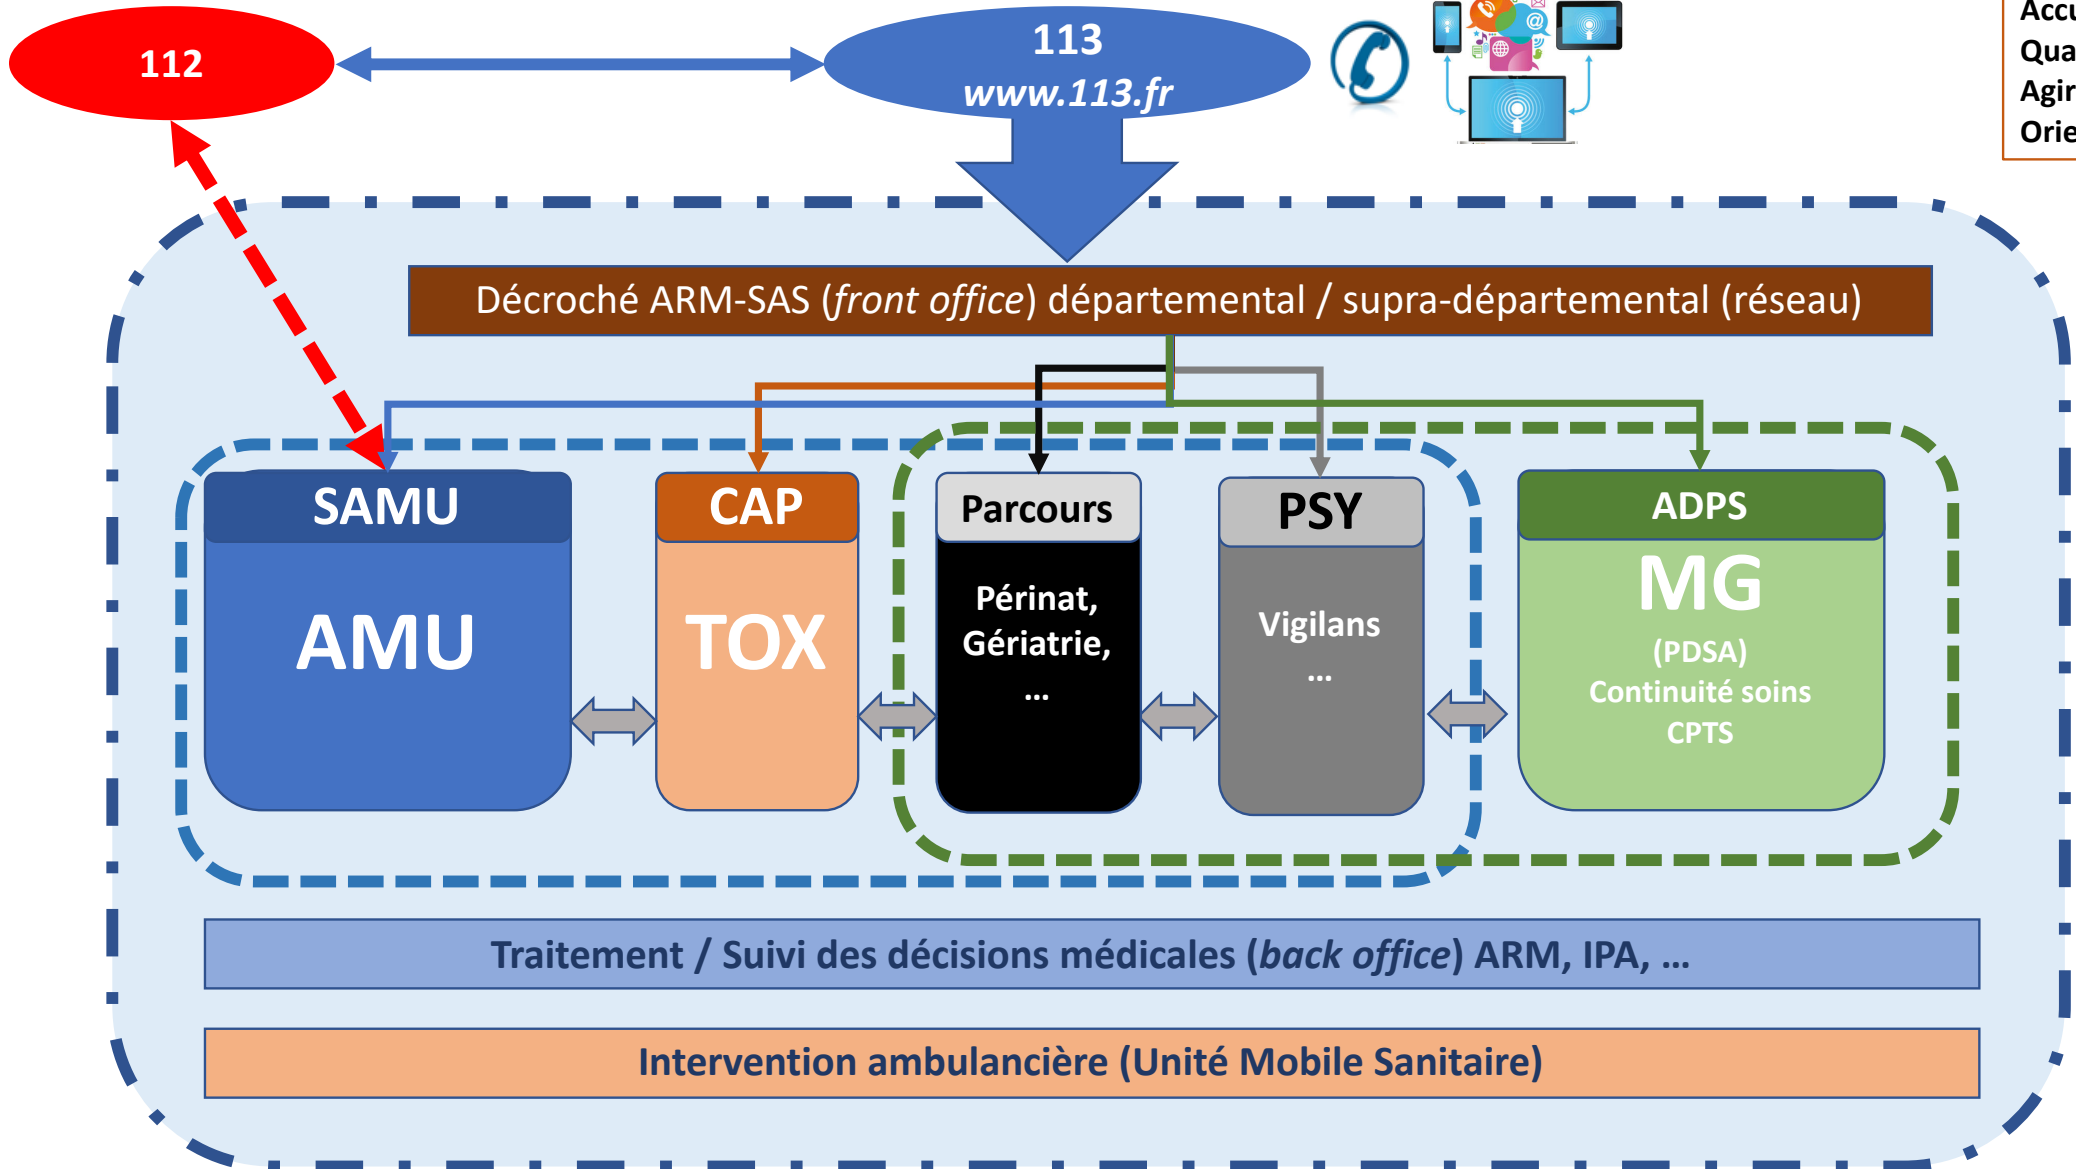 112
113
www.113.fr
Décroché ARM-SAS (front office) départemental / supra-départemental (réseau)
SAMU
AMU
CAP
TOX
Parcours
Périnat,
Gériatrie,
...
PSY
Vigilans
...
ADPS
MG
(PDSA)
Continuité soins
CPTS
Traitement / Suivi des décisions médicales (back office) ARM, IPA, ...
Intervention ambulancière (Unité Mobile Sanitaire)
Agir